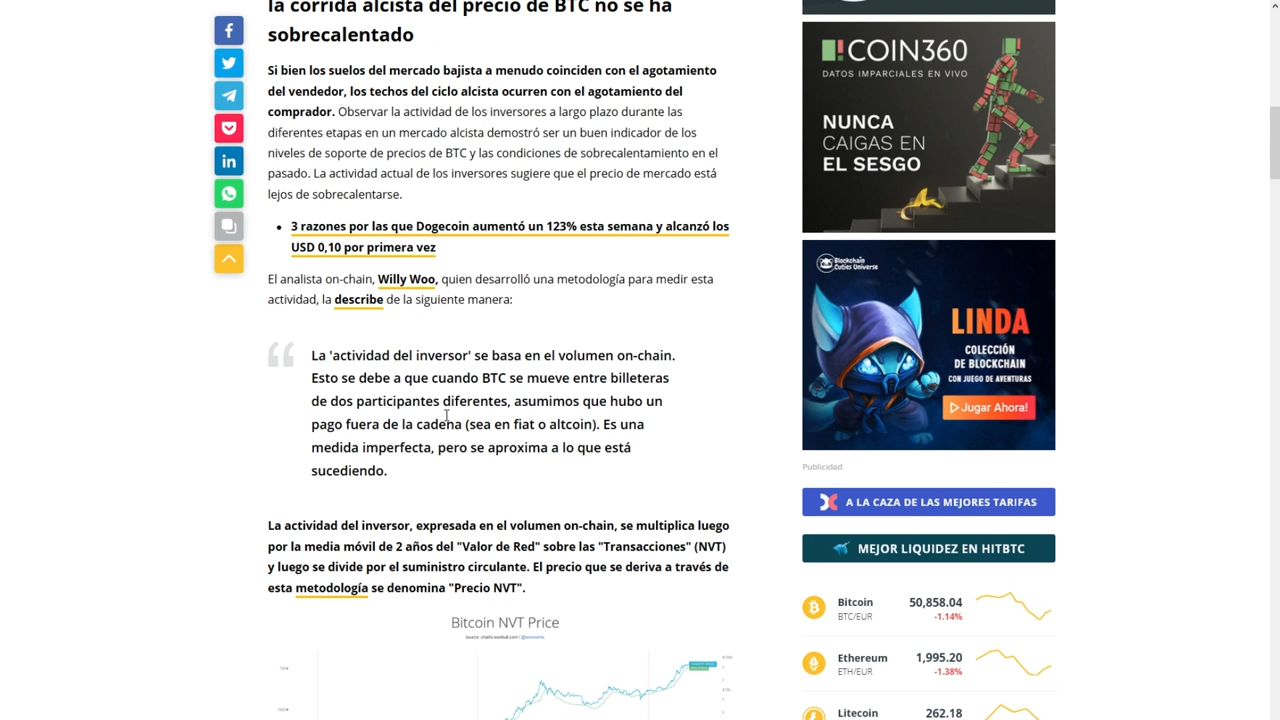 la corrida alcista del precio de BTC no se ha
sobrecalentado
Si bien los suelos del mercado bajista a menudo coinciden con el agotamiento
del vendedor, los techos del ciclo alcista ocurren con el agotamiento del
comprador. Observar la actividad de los inversores a largo plazo durante las
diferentes etapas en un mercado alcista demostró ser un buen indicador de los
niveles de soporte de precios de BTC y las condiciones de sobrecalentamiento en el
pasado. La actividad actual de los inversores sugiere que el precio de mercado está
lejos de sobrecalentarse.
3 razones por las que Dogecoin aumentó un 123% esta semana y alcanzó los
USD 0,10 por primera vez
El analista on-chain, Willy Woo, quien desarrolló una metodología para medir esta
actividad, la describe de la siguiente manera:
La 'actividad del inversor' se basa en el volumen on-chain.
Esto se debe a que cuando BTC se mueve entre billeteras
de dos participantes diferentes, asumimos que hubo un
pago fuera de la cadena (sea en fiat o altcoin). Es una
medida imperfecta, pero se aproxima a lo que está
sucediendo.
La actividad del inversor, expresada en el volumen on-chain, se multiplica luego
por la media móvil de 2 años del "Valor de Red" sobre las "Transacciones" (NVT)
y luego se divide por el suministro circulante. El precio que se deriva a través de
esta metodología se denomina "Precio NVT".
Bitcoin NVT Price
COIN360
DATOS IMPARCIALES EN VIVO
NUNCA
CAIGAS EN
EL SESGO
Blockchain
Cuties Universe
LINDA
COLECCIÓN
DE BLOCKCHAIN
CON JUEGO DE AVENTURAS
Jugar Ahora!
Publicidad
A LA CAZA DE LAS MEJORES TARIFAS
MEJOR LIQUIDEZ EN HITBTC
Bitcoin 50,858.04
BTC/EUR -1.14%
Ethereum 1,995.20
ETH/EUR -1.38%
Litecoin 262.18